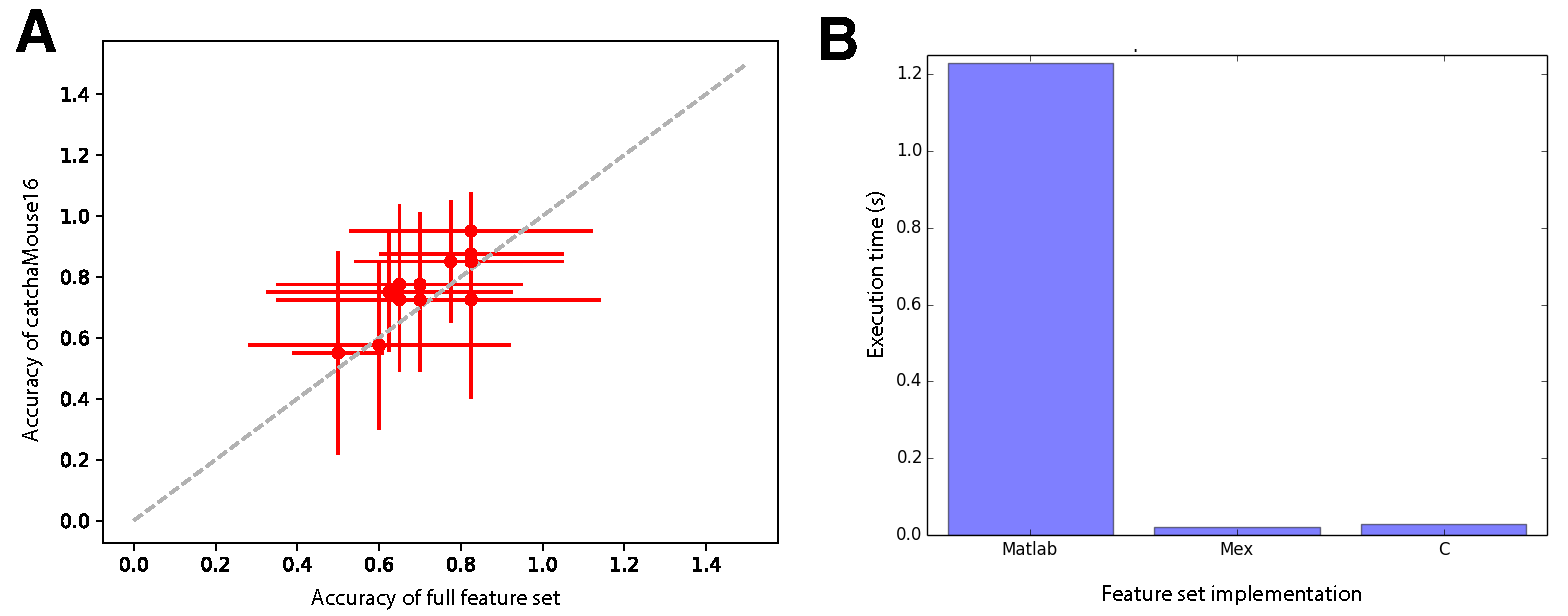 A
B
1.4
1.2
1.0
0.8
0.6
0.4
0.2
0.0
Accuracy of catchaMouse16
0.0 0.2 0.4 0.6 0.8 1.0 1.2 1.4
Accuracy of full feature set
1.2
1.0
0.8
0.6
0.4
0.2
0.0
Execution time (s)
Matlab Mex C
Feature set implementation